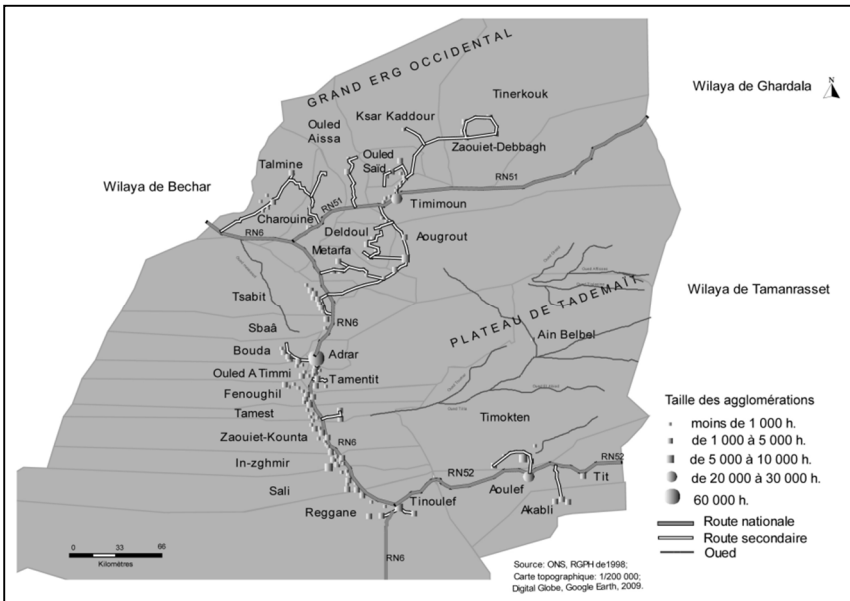 GRAND ERG OCCIDENTAL
Tinerkouk
Wilaya de Ghardala
N
Ksar Kaddour
Ouled
Aissa
Zaouiet-Debbagh
Ouled
Saïd
Talmine
RN51
Wilaya de Bechar
Timimoun
Charouine
RN51
RN6
Deldoul
Aougrout
Metarfa
Tsabit
Wilaya de Tamanrasset
PLATEAU DE TADEMAÏT
Sbaâ
RN6
Ain Belbel
Bouda
Adrar
Ouled A Timmi
Tamentit
Fenoughil
Tamest
Timokten
Zaouiet-Kounta
RN6
In-zghmir
RN52
RN52
Sali
Aoulef
Tit
Tinoulef
Akabli
Reggane
RN6
Taille des agglomérations
moins de 1 000 h.
de 1 000 à 5 000 h.
de 5 000 à 10 000 h.
de 20 000 à 30 000 h.
60 000 h.
Route nationale
Route secondaire
Oued
0 33 66
Kilomètres
Source: ONS, RGPH de1998;
Carte topographique: 1/200 000;
Digital Globe, Google Earth, 2009.